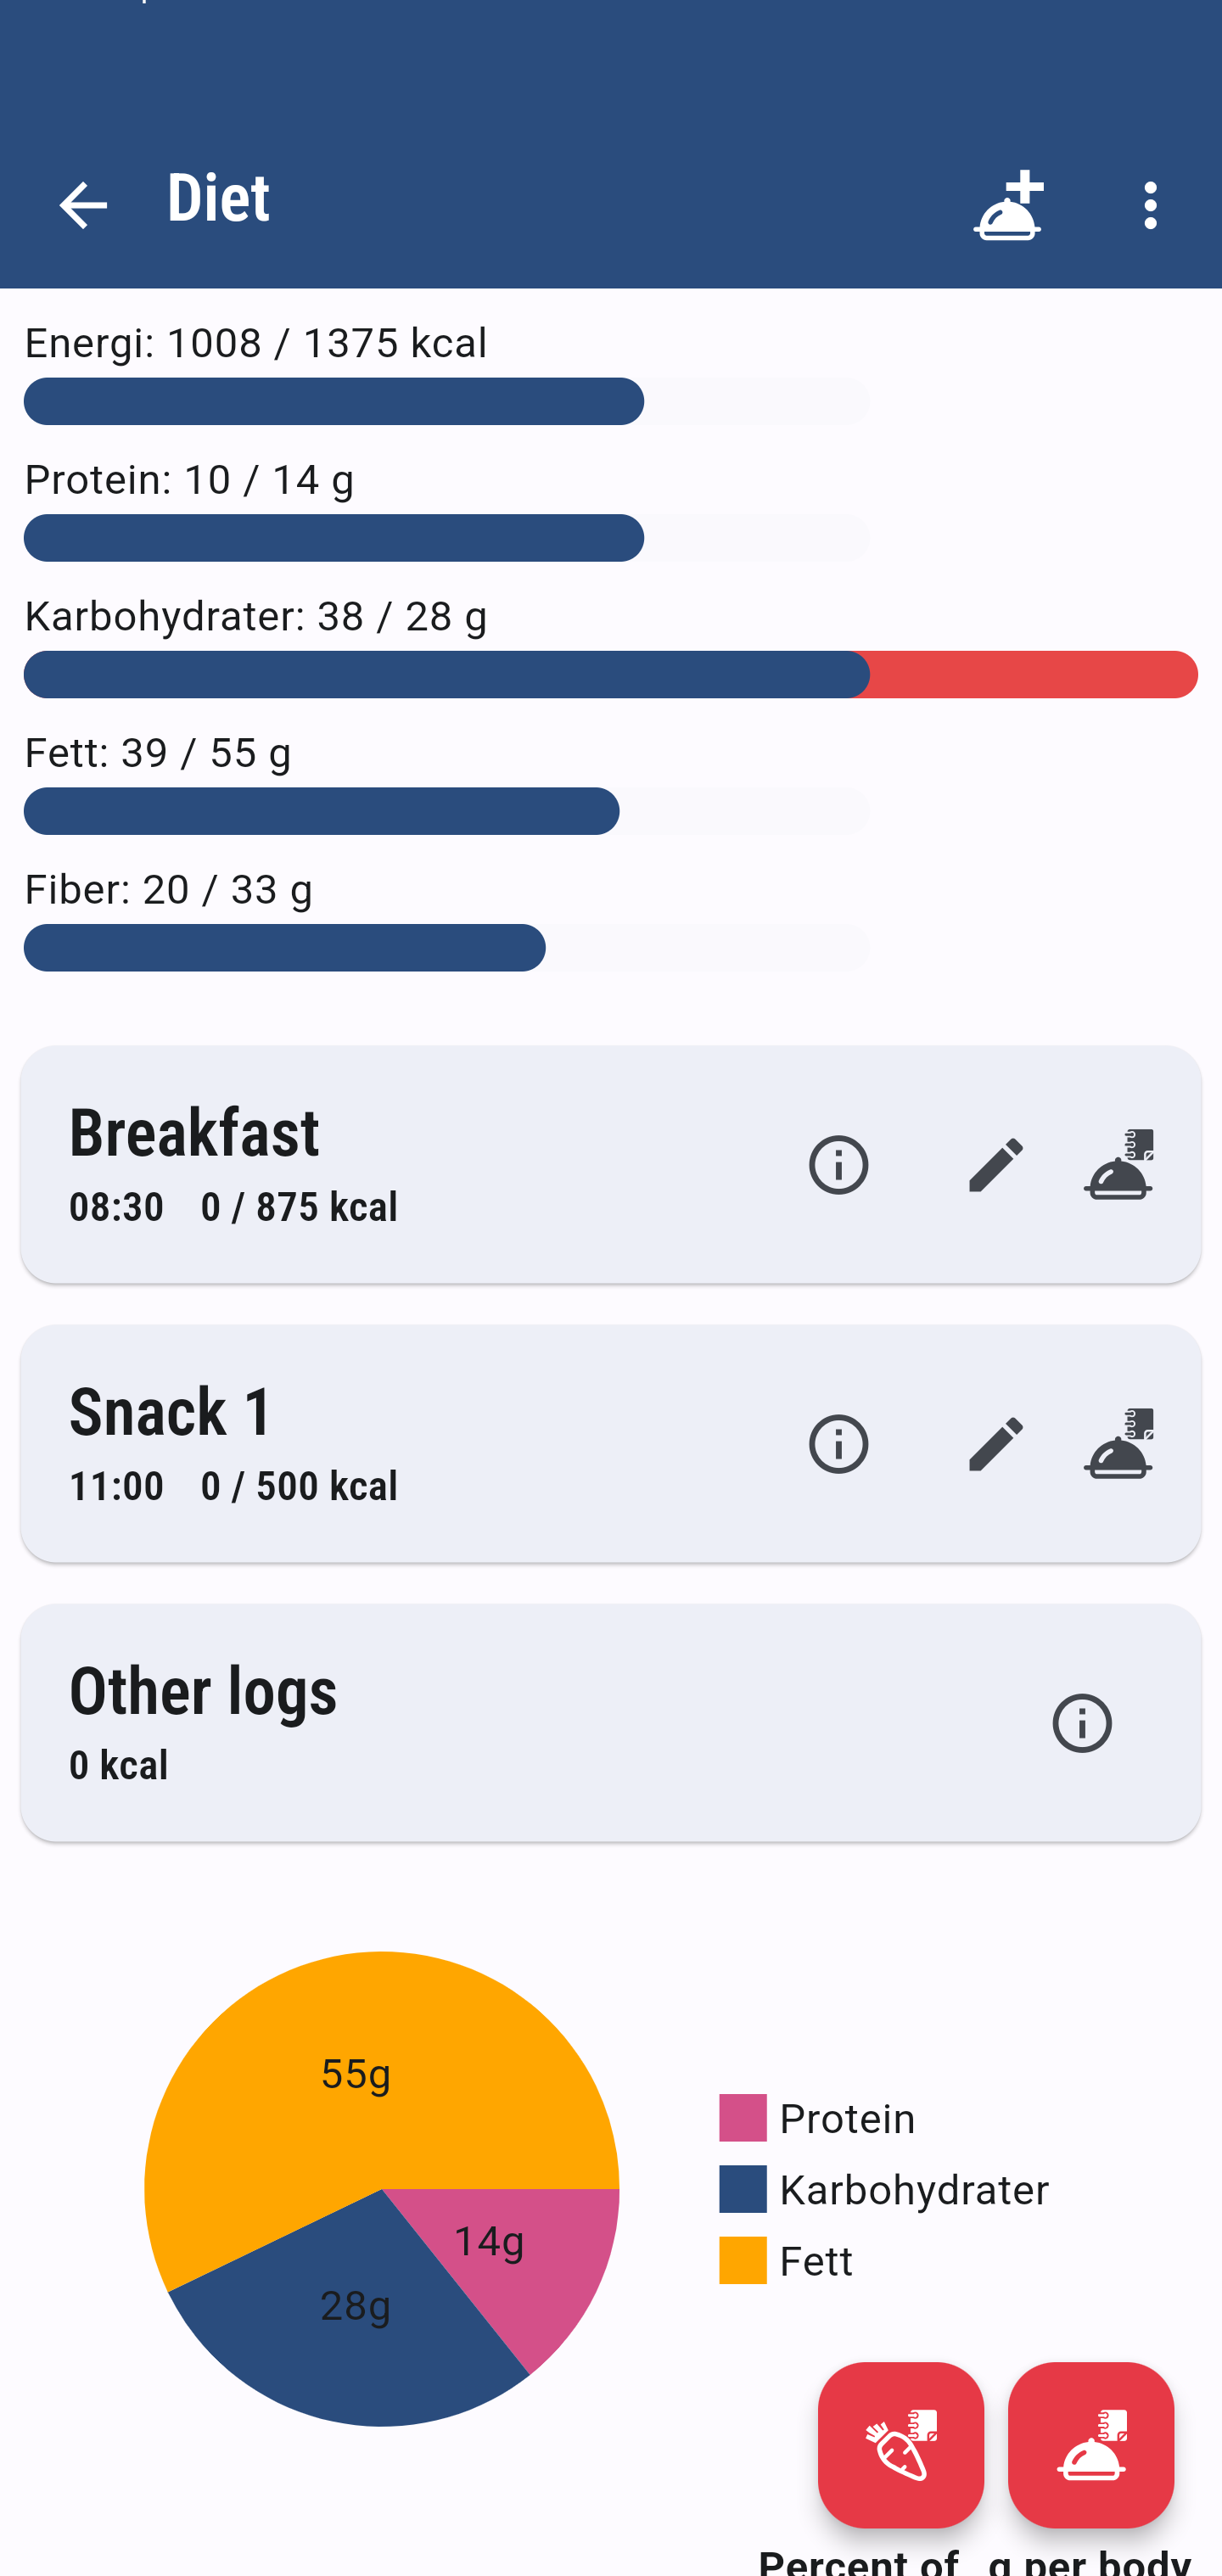 Diet
Energi: 1008 / 1375 kcal
Protein: 10 / 14 g
Karbohydrater: 38 / 28 g
Fett: 39 / 55 g
Fiber: 20 / 33 g
Breakfast
08:30 0 / 875 kcal
Snack 1
11:00 0 / 500 kcal
Other logs
0 kcal
55g
14g
28g
Protein
Karbohydrater
Fett
Percent of g per body